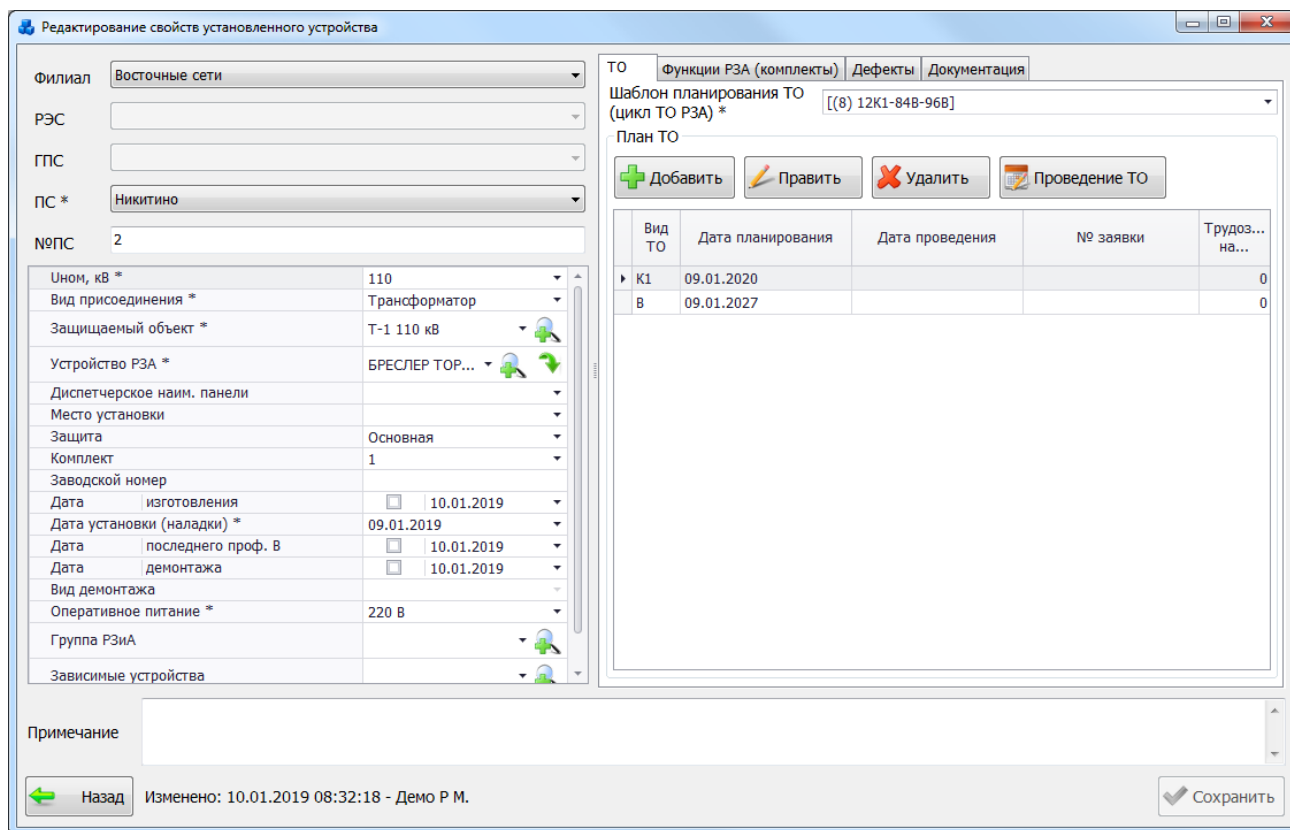 Редактирование свойств установленного устройства
Филиал
Восточные сети
РЭС
ГПС
ПС *
Никитино
№ПС
2
Uном, кВ *
110
Вид присоединения *
Трансформатор
Защищаемый объект *
Т-1 110 кВ
Устройство РЗА *
БРЕСЛЕР ТОР...
Диспетчерское наим. панели
Место установки
Защита
Основная
Комплект
1
Заводской номер
Дата изготовления
10.01.2019
Дата установки (наладки) *
09.01.2019
Дата последнего проф. В
10.01.2019
Дата демонтажа
10.01.2019
Вид демонтажа
Оперативное питание *
220 В
Группа РЗиА
Зависимые устройства
ТО Функции РЗА (комплекты) Дефекты Документация
Шаблон планирования ТО
(цикл ТО РЗА) *
[(8) 12К1-84В-96В]
План ТО
Добавить Править Удалить Проведение ТО
Вид ТО Дата планирования Дата проведения № заявки Трудоз... на...
К1 09.01.2020 0
В 09.01.2027 0
Примечание
Назад Изменено: 10.01.2019 08:32:18 - Демо Р М. Сохранить